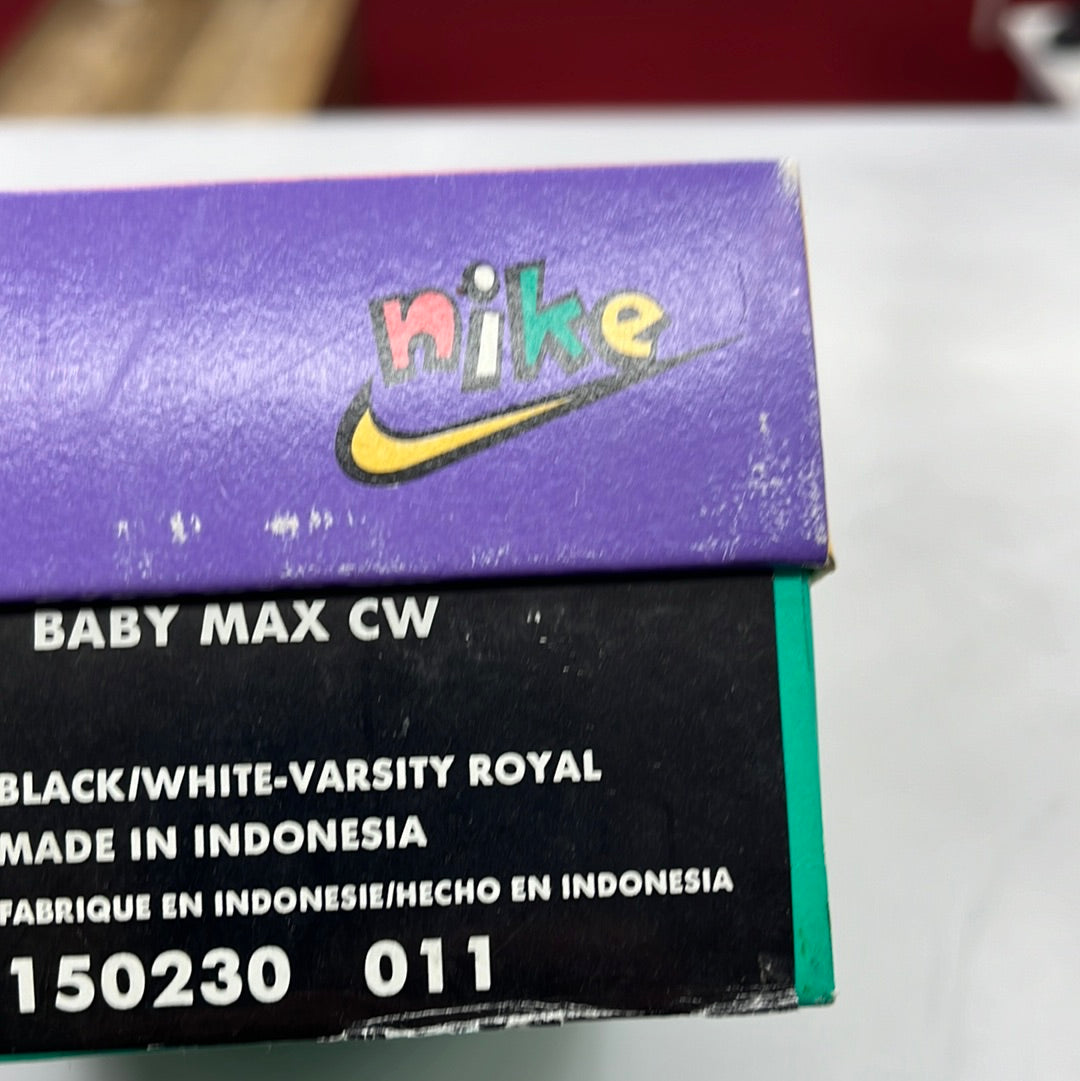 nike
BABY MAX CW
BLACK/WHITE-VARSITY ROYAL
MADE IN INDONESIA
FABRIQUE EN INDONESIE/HECHO EN INDONESIA
150230 011